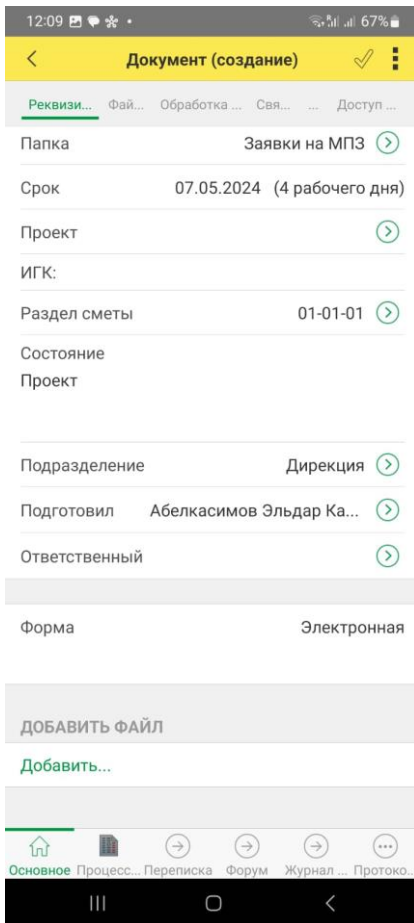 12:09 67%
Документ (создание)
Реквизи... Фай... Обработка ... Свя... ... Доступ ...
Папка Заявки на МПЗ
Срок 07.05.2024 (4 рабочего дня)
Проект
ИГК:
Раздел сметы 01-01-01
Состояние
Проект
Подразделение Дирекция
Подготовил Абелкасимов Эльдар Ка...
Ответственный
Форма Электронная
ДОБАВИТЬ ФАЙЛ
Добавить...
Основное Процесс... Переписка Форум Журнал ... Протоко...